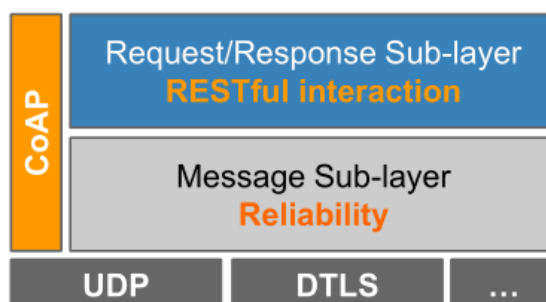 CoAP
Request/Response Sub-layer
RESTful interaction
Message Sub-layer
Reliability
UDP
DTLS
...